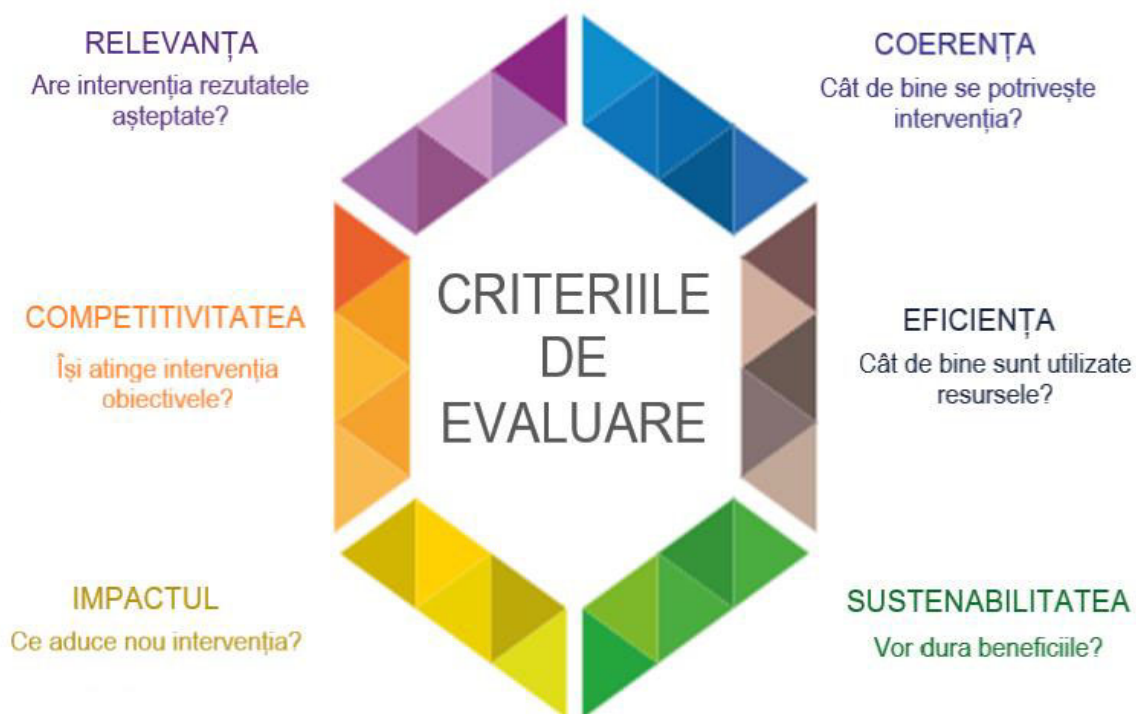 RELEVANȚA
Are intervenția rezutatele
așteptate?
COERENȚA
Cât de bine se potrivește
intervenția?
COMPETITIVITATEA
Își atinge intervenția
obiectivele?
CRITERIILE
DE
EVALUARE
EFICIENȚA
Cât de bine sunt utilizate
resursele?
IMPACTUL
Ce aduce nou intervenția?
SUSTENABILITATEA
Vor dura beneficiile?